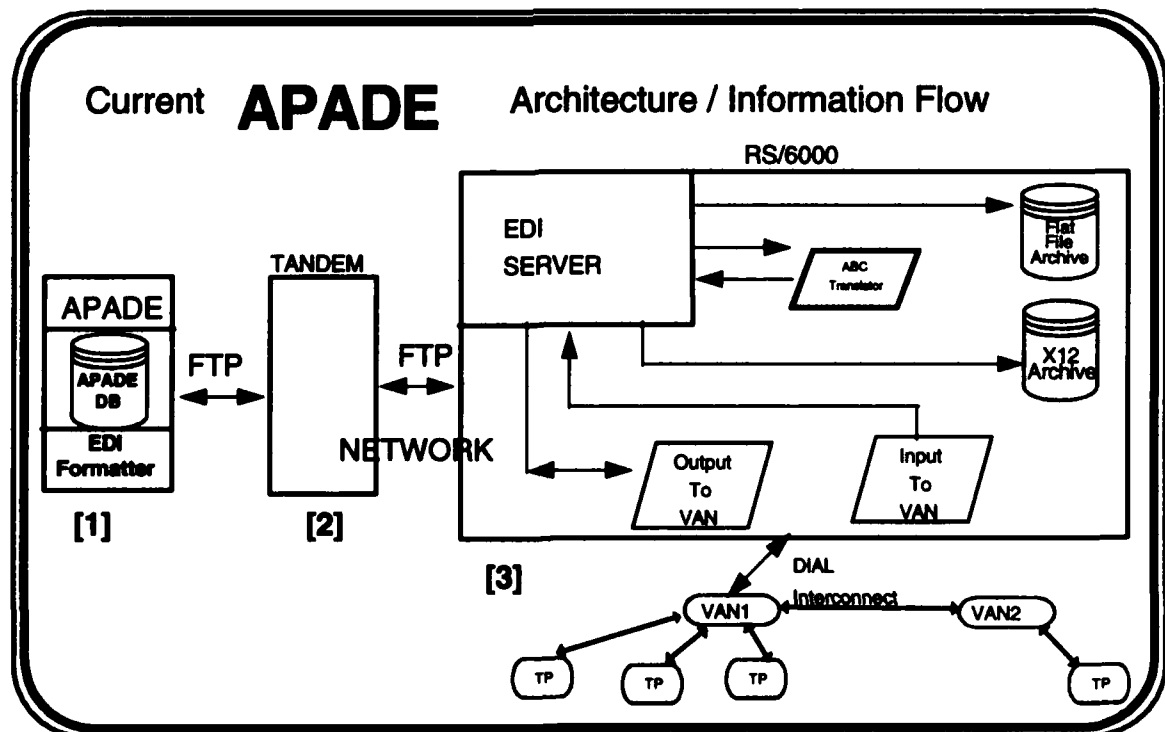 Current APADE Architecture / Information Flow
RS/6000
EDI
SERVER
Flat
File
Archive
ABC
Translator
X12
Archive
TANDEM
APADE
APADE
DB
EDI
Formatter
FTP
FTP
NETWORK
Output
To
VAN
Input
To
VAN
[1]
[2]
[3]
DIAL
Interconnect
VAN1
VAN2
TP
TP
TP
TP